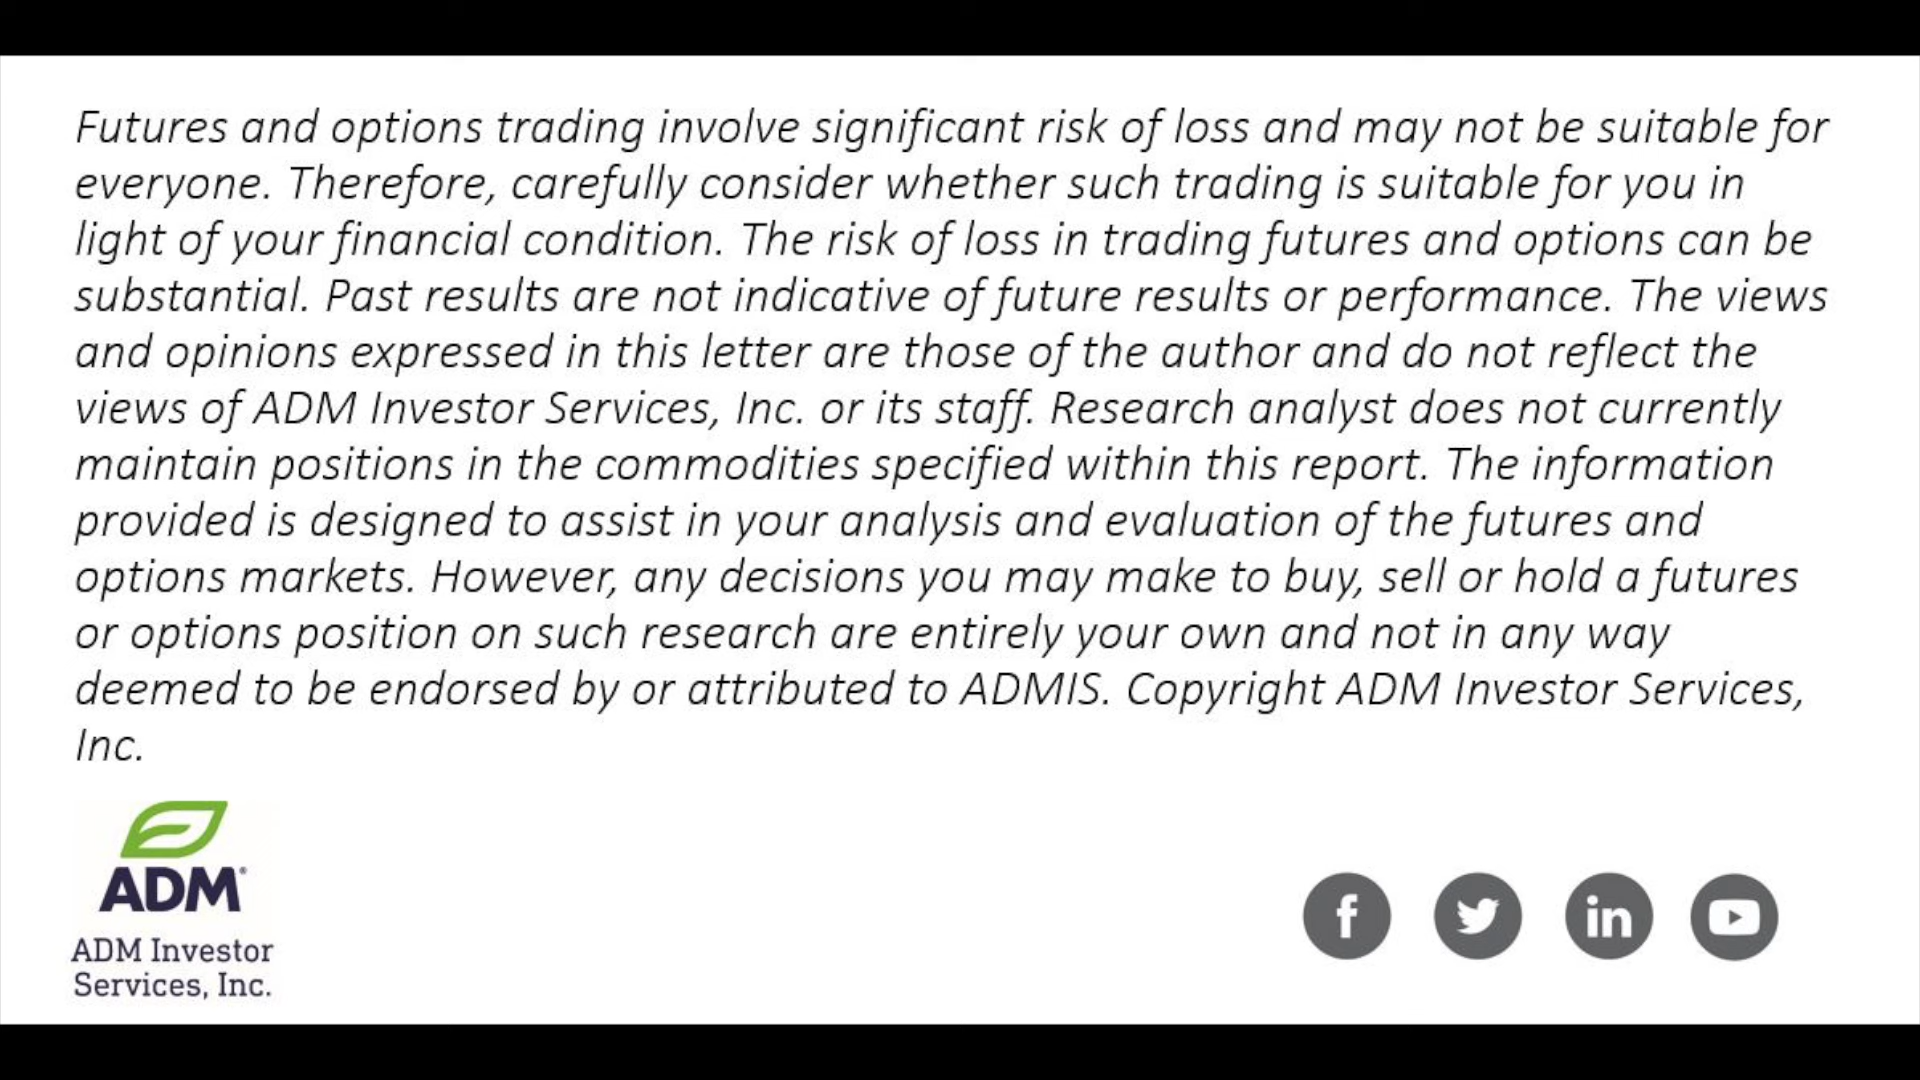 Futures and options trading involve significant risk of loss and may not be suitable for
everyone. Therefore, carefully consider whether such trading is suitable for you in
light of your financial condition. The risk of loss in trading futures and options can be
substantial. Past results are not indicative of future results or performance. The views
and opinions expressed in this letter are those of the author and do not reflect the
views of ADM Investor Services, Inc. or its staff. Research analyst does not currently
maintain positions in the commodities specified within this report. The information
provided is designed to assist in your analysis and evaluation of the futures and
options markets. However, any decisions you may make to buy, sell or hold a futures
or options position on such research are entirely your own and not in any way
deemed to be endorsed by or attributed to ADMIS. Copyright ADM Investor Services,
Inc.
ADM®
ADM Investor
Services, Inc.
f
in